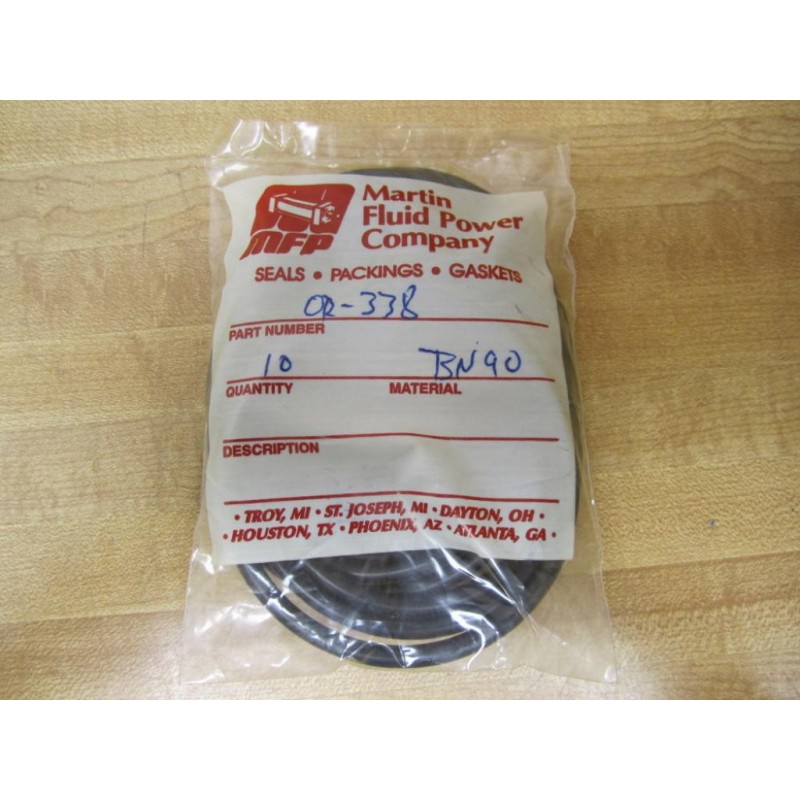 MFP
Martin
Fluid Power
Company
SEALS • PACKINGS • GASKETS
OR-338
PART NUMBER
10 BN90
QUANTITY MATERIAL
DESCRIPTION
• TROY, MI • ST. JOSEPH, MI • DAYTON, OH •
• HOUSTON, TX • PHOENIX, AZ • ATLANTA, GA •